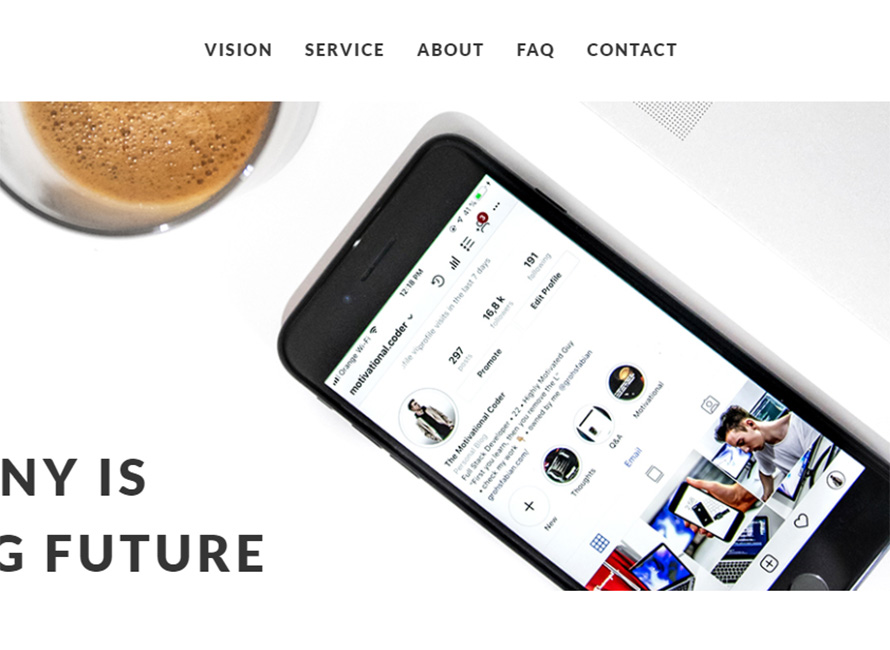 VISION SERVICE ABOUT FAQ CONTACT
NY IS
G FUTURE
Orange Wi-Fi 12:18 PM 41 %
motivational.coder
3
profile visits in the last 7 days
297 16,8 k 191
posts followers following
Promote Edit Profile
The Motivational Coder
Personal Blog
Full Stack Developer • 22 • Highly Motivated Guy
"First you learn, then you remove the L"
• check my work • owned by me @grohsfabian
grohsfabian.com/
Email
New Thoughts Q&A Motivational